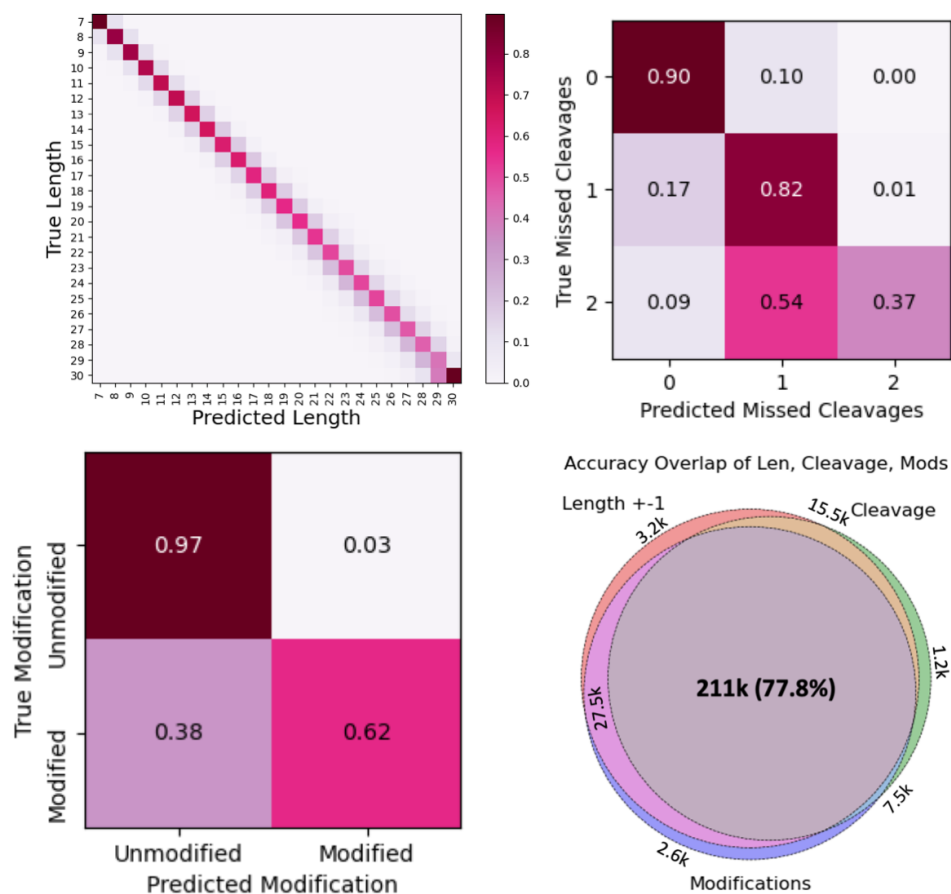 7
8
9
10
11
12
13
14
15
16
17
18
19
20
21
22
23
24
25
26
27
28
29
30
True Length
7 8 9 10 11 12 13 14 15 16 17 18 19 20 21 22 23 24 25 26 27 28 29 30
Predicted Length
0.8
0.7
0.6
0.5
0.4
0.3
0.2
0.1
0.0
True Missed Cleavages
0 0.90 0.10 0.00
1 0.17 0.82 0.01
2 0.09 0.54 0.37
0 1 2
Predicted Missed Cleavages
True Modification
Unmodified 0.97 0.03
Modified 0.38 0.62
Unmodified Modified
Predicted Modification
Accuracy Overlap of Len, Cleavage, Mods
Length +-1
Cleavage
3.2k
15.5k
1.2k
211k (77.8%)
27.5k
7.5k
2.6k
Modifications